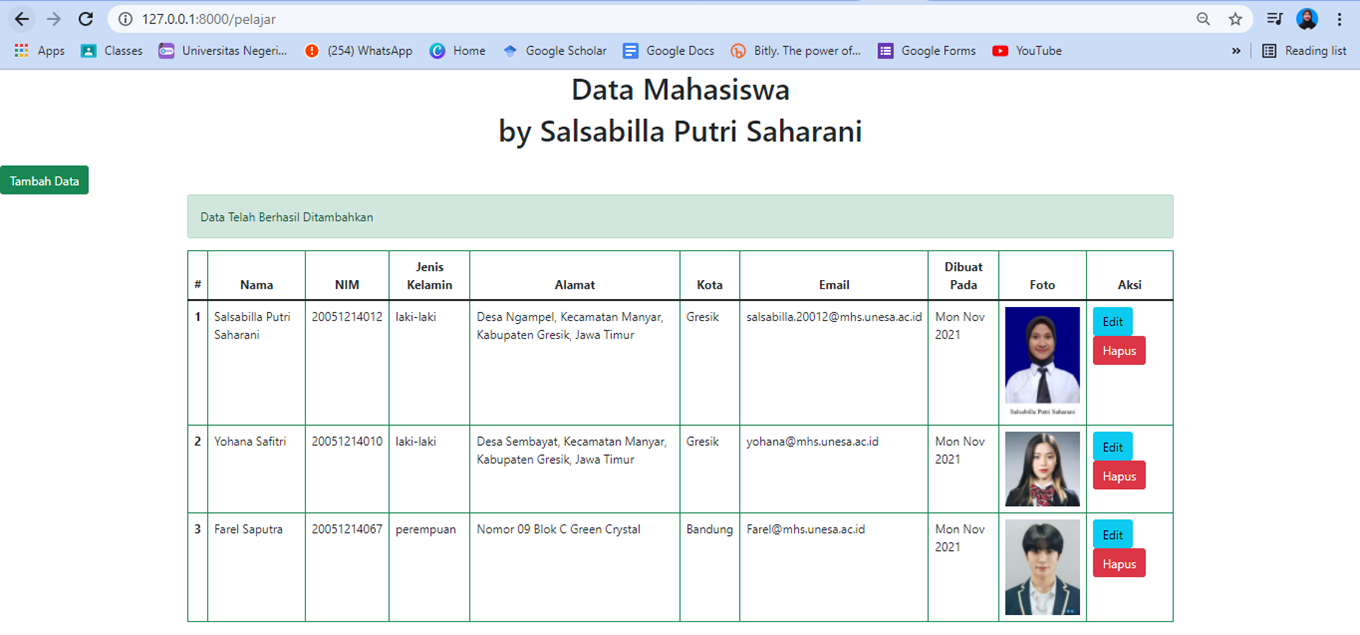 127.0.0.1:8000/pelajar
Apps Classes Universitas Negeri... (254) WhatsApp Home Google Scholar Google Docs Bitly. The power of... Google Forms YouTube » Reading list
Data Mahasiswa
by Salsabilla Putri Saharani
Tambah Data
Data Telah Berhasil Ditambahkan
# Nama NIM Jenis Kelamin Alamat Kota Email Dibuat Pada Foto Aksi
1 Salsabilla Putri 20051214012 laki-laki Desa Ngampel, Kecamatan Manyar, Gresik salsabilla.20012@mhs.unesa.ac.id Mon Nov Edit
Saharani Kabupaten Gresik, Jawa Timur 2021
Hapus
Salsabilla Putri Saharani
2 Yohana Safitri 20051214010 laki-laki Desa Sembayat, Kecamatan Manyar, Gresik yohana@mhs.unesa.ac.id Mon Nov Edit
Kabupaten Gresik, Jawa Timur 2021
Hapus
3 Farel Saputra 20051214067 perempuan Nomor 09 Blok C Green Crystal Bandung Farel@mhs.unesa.ac.id Mon Nov Edit
2021
Hapus